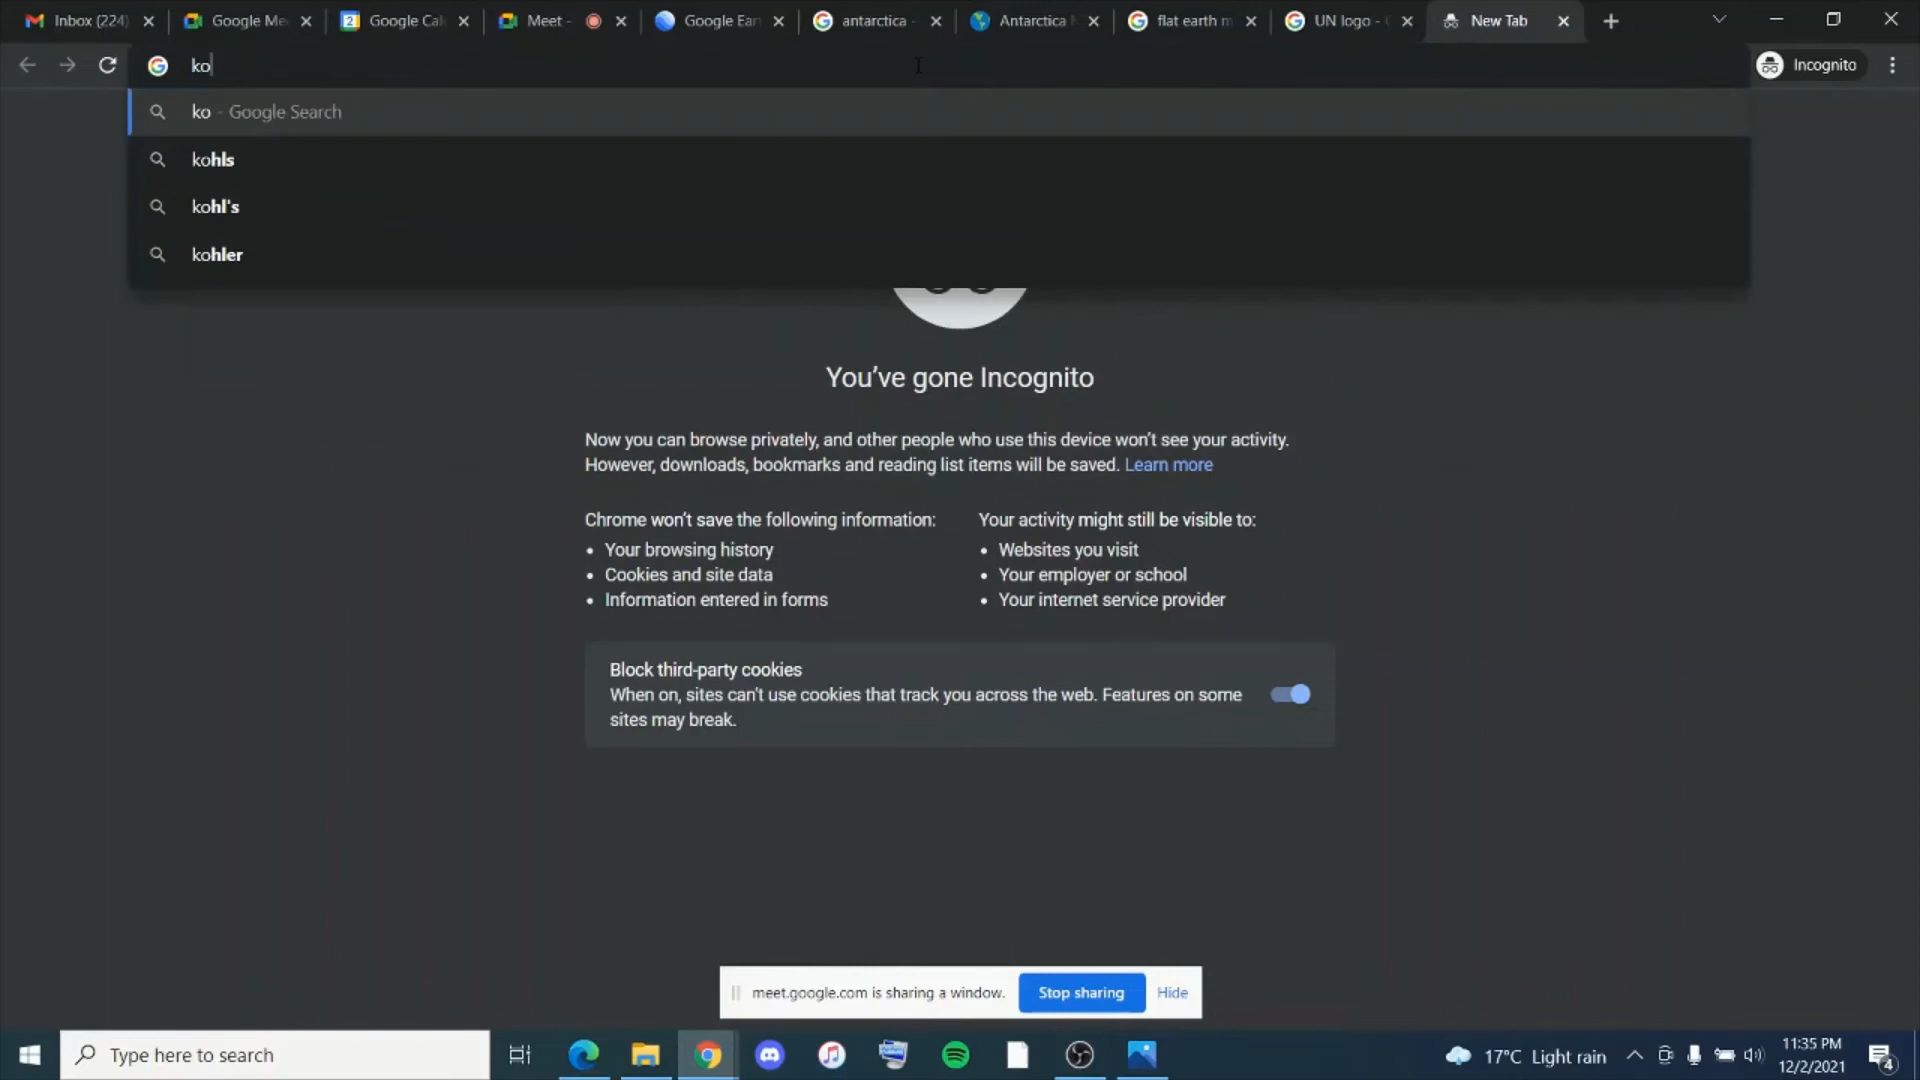 Inbox (224)
Google Me
2
Google Cal
Meet -
Google Ear
antarctica -
Antarctica
flat earth m
UN logo -
New Tab
ko
Incognito
ko - Google Search
kohls
kohl's
kohler
You've gone Incognito
Now you can browse privately, and other people who use this device won't see your activity.
However, downloads, bookmarks and reading list items will be saved. Learn more
Chrome won't save the following information:
Your browsing history
Cookies and site data
Information entered in forms
Your activity might still be visible to:
Websites you visit
Your employer or school
Your internet service provider
Block third-party cookies
When on, sites can't use cookies that track you across the web. Features on some
sites may break.
meet.google.com is sharing a window.
Stop sharing
Hide
Type here to search
17°C Light rain
11:35 PM
12/2/2021
4